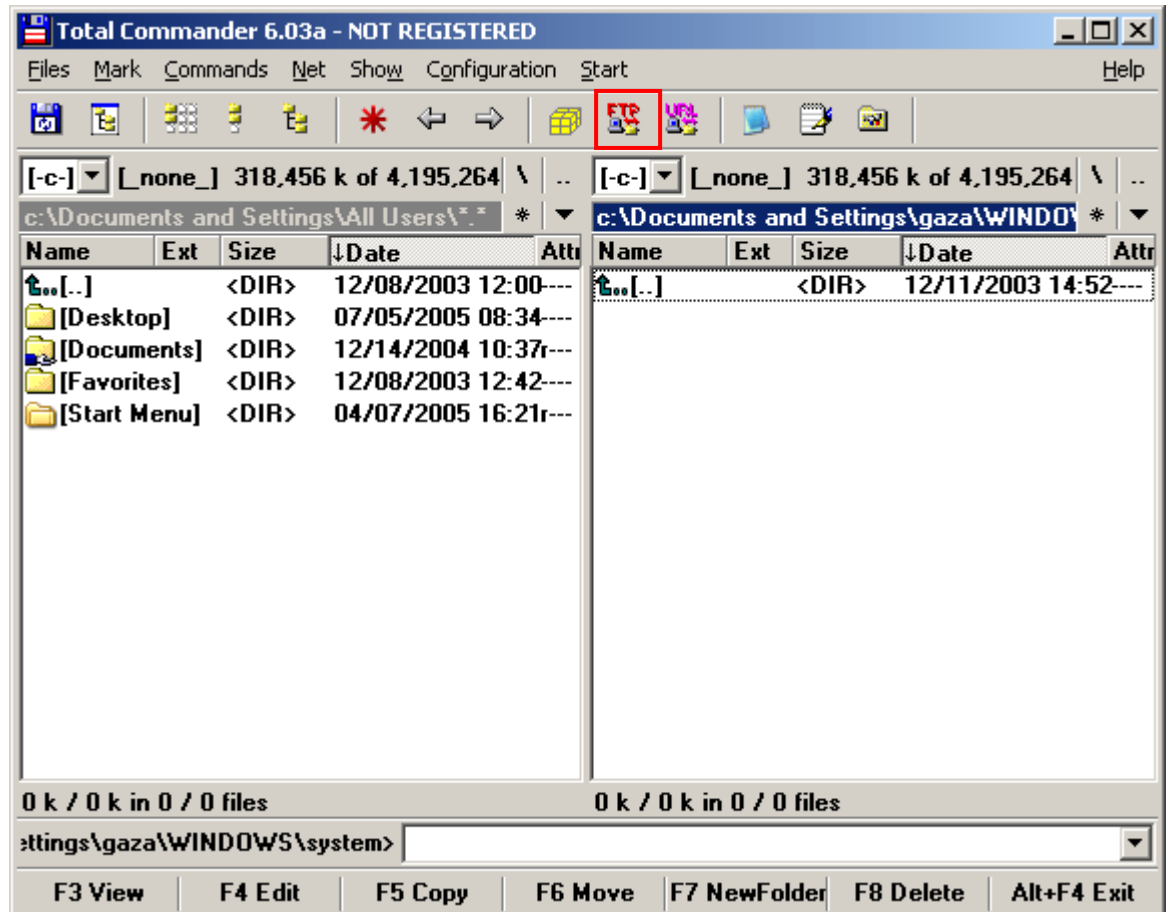 Total Commander 6.03a - NOT REGISTERED
Files Mark Commands Net Show Configuration Start Help
FTP URL
[-c-] [_none_] 318,456 k of 4,195,264 \ .. [-c-] [_none_] 318,456 k of 4,195,264 \ ..
c:\Documents and Settings\All Users\*.* * c:\Documents and Settings\gaza\WINDOW *
Name Ext Size ↓Date Attr Name Ext Size ↓Date Attr
[..] <DIR> 12/08/2003 12:00---- [..] <DIR> 12/11/2003 14:52----
[Desktop] <DIR> 07/05/2005 08:34----
[Documents] <DIR> 12/14/2004 10:37r---
[Favorites] <DIR> 12/08/2003 12:42----
[Start Menu] <DIR> 04/07/2005 16:21r---
0 k / 0 k in 0 / 0 files 0 k / 0 k in 0 / 0 files
ettings\gaza\WINDOWS\system>
F3 View F4 Edit F5 Copy F6 Move F7 NewFolder F8 Delete Alt+F4 Exit